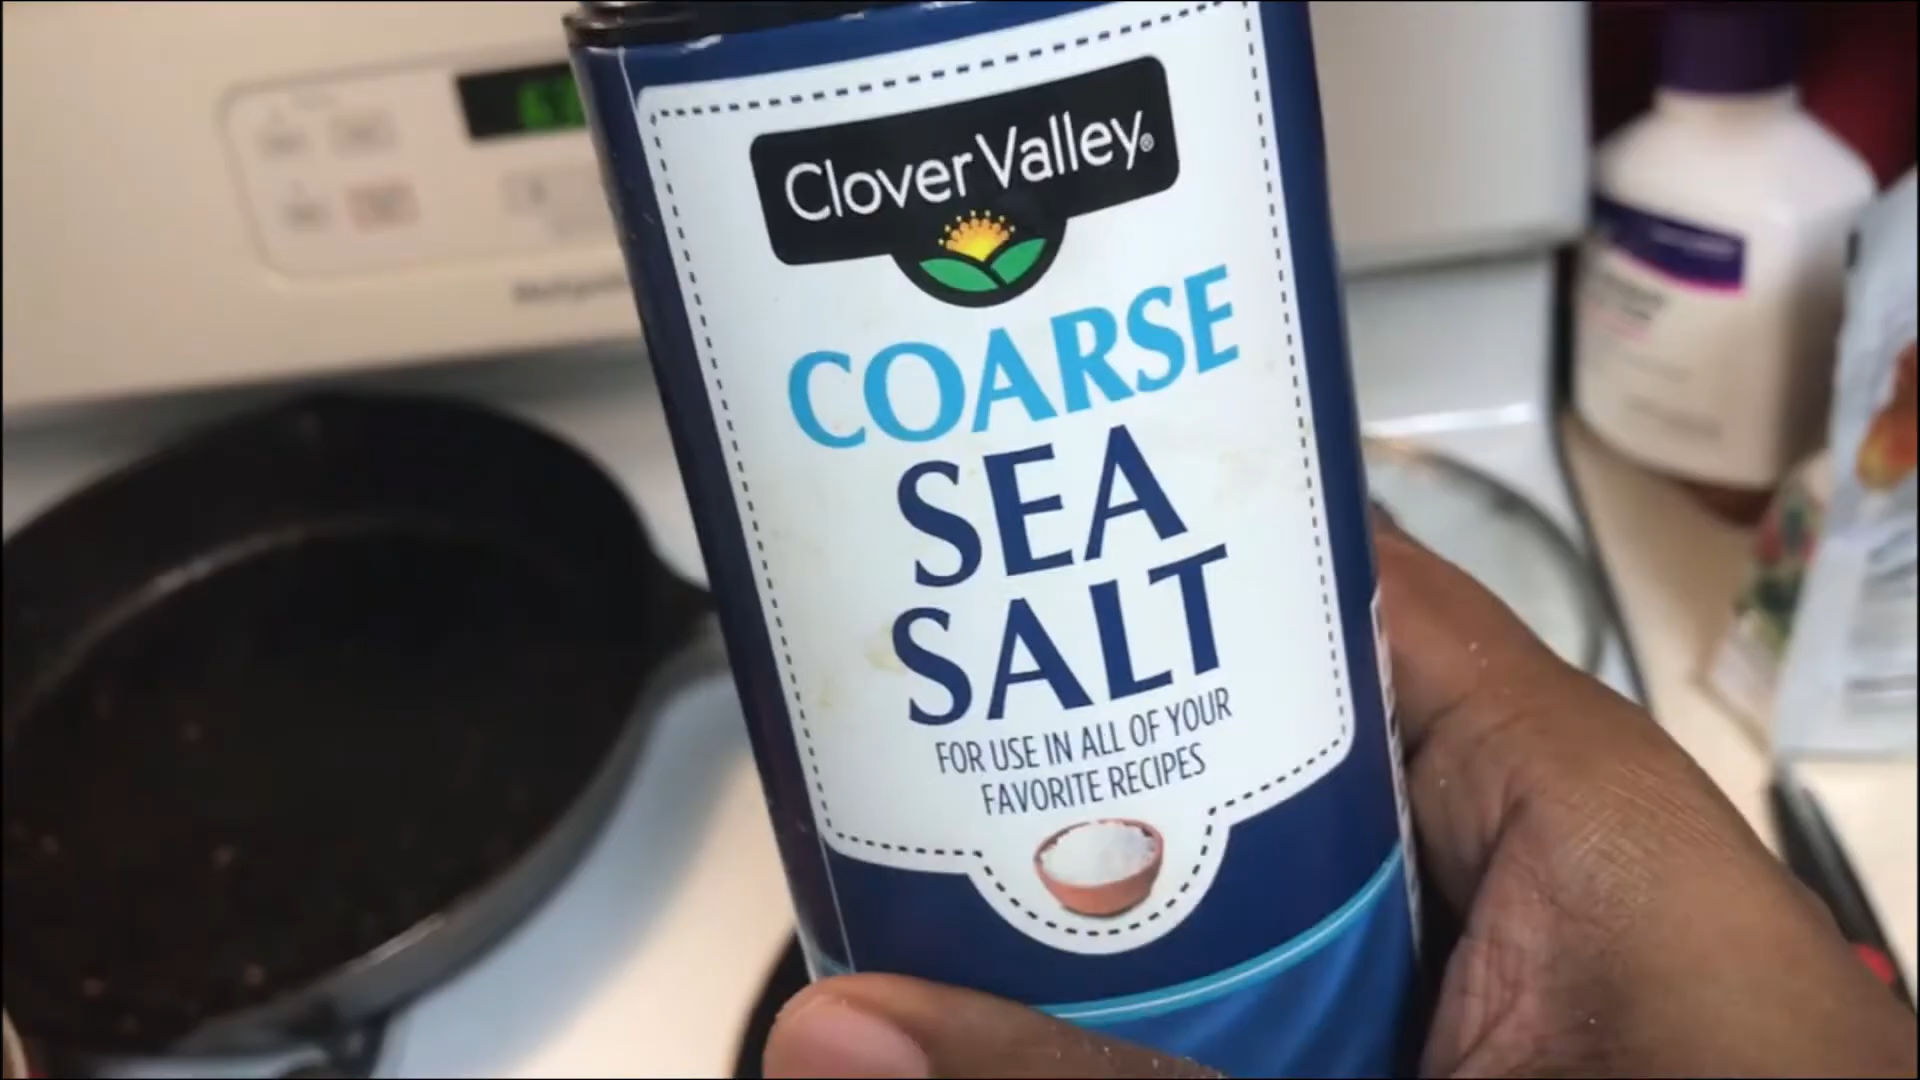 Clover Valley®
COARSE
SEA
SALT
FOR USE IN ALL OF YOUR
FAVORITE RECIPES